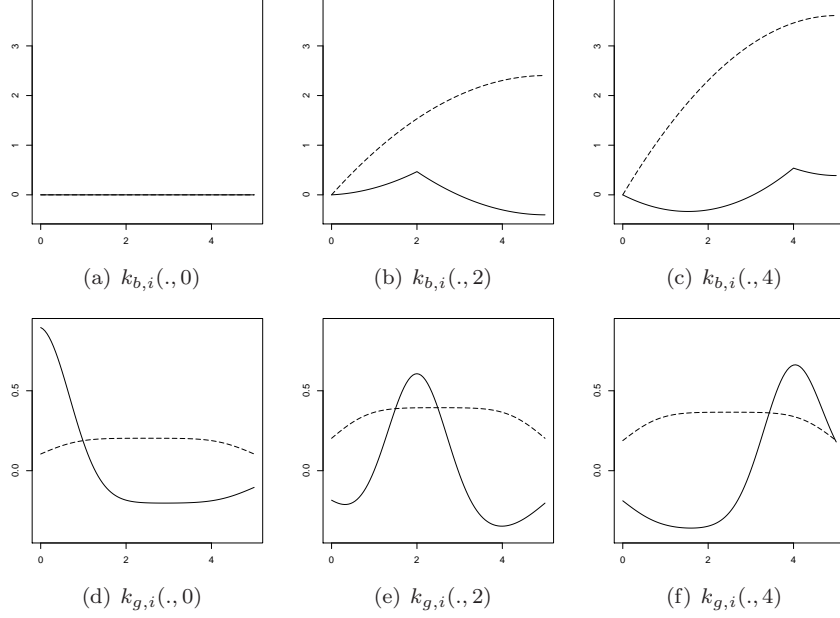 3
2
1
0
0 2 4
3
2
1
0
0 2 4
3
2
1
0
0 2 4
(a) k_{b,i}(., 0)
(b) k_{b,i}(., 2)
(c) k_{b,i}(., 4)
0.5
0.0
0 2 4
0.5
0.0
0 2 4
0.5
0.0
0 2 4
(d) k_{g,i}(., 0)
(e) k_{g,i}(., 2)
(f) k_{g,i}(., 4)